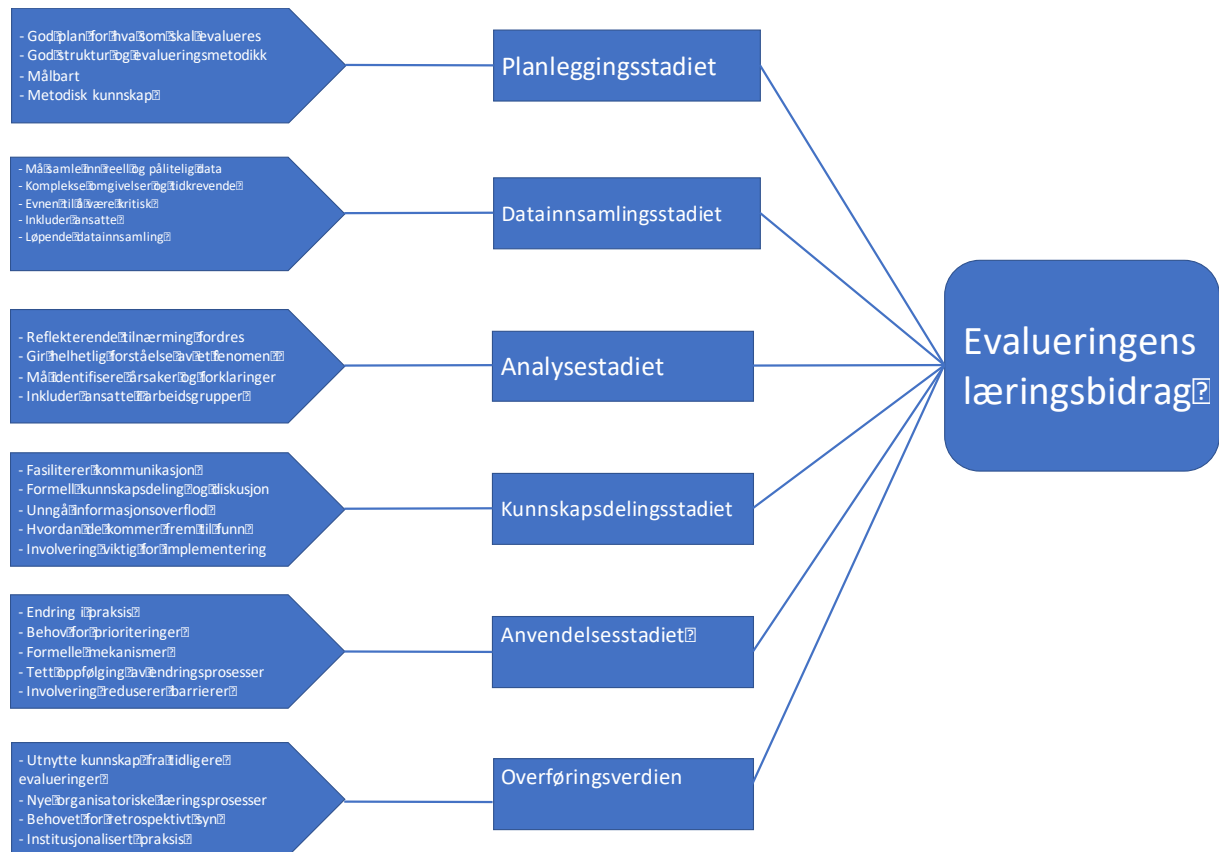 - God plan for hva som skal evalueres
- God struktur og evalueringsmetodikk
- Målbart
- Metodisk kunnskap
Planleggingsstadiet
- Må samle inn reell og pålitelig data
- Komplekse omgivelser og tidkrevende
- Evnen til å være kritisk
- Inkluder ansatte
- Løpende datainnsamling
Datainnsamlingsstadiet
- Reflekterende tilnærming fordres
- Gir helhetlig forståelse av et fenomen
- Må identifisere årsaker og forklaringer
- Inkluder ansatte i arbeidsgrupper
Analysestadiet
Evalueringens
læringsbidrag
- Fasiliterer kommunikasjon
- Formell kunnskapsdeling og diskusjon
- Unngå informasjonsoverflod
- Hvordan de kommer frem til funn
- Involvering viktig for implementering
Kunnskapsdelingsstadiet
- Endring i praksis
- Behov for prioriteringer
- Formelle mekanismer
- Tett oppfølging av endringsprosesser
- Involvering reduserer barrierer
Anvendelsesstadiet
- Utnytte kunnskap fra tidligere
evalueringer
- Nye organisatoriske læringsprosesser
- Behovet for retrospektivt syn
- Institusjonalisert praksis
Overføringsverdien